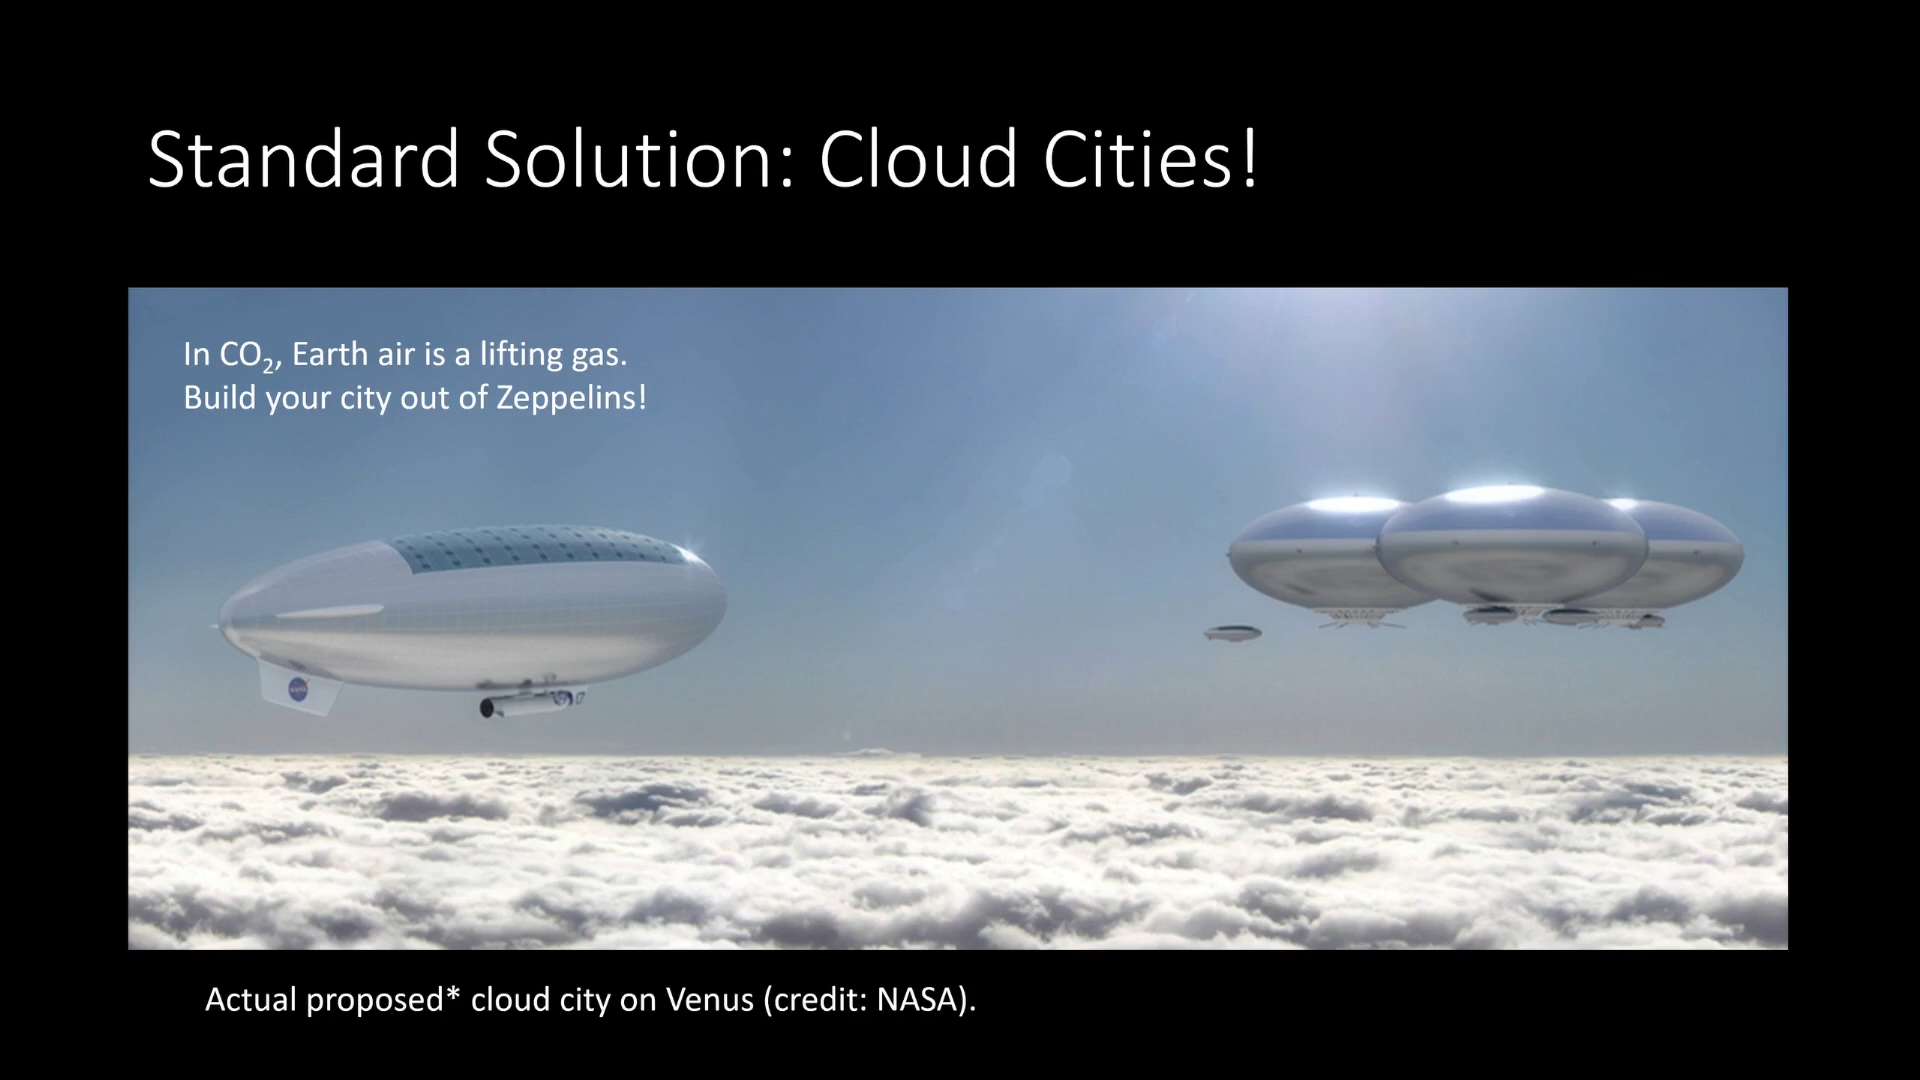 Standard Solution: Cloud Cities!
In CO₂, Earth air is a lifting gas.
Build your city out of Zeppelins!
Actual proposed* cloud city on Venus (credit: NASA).